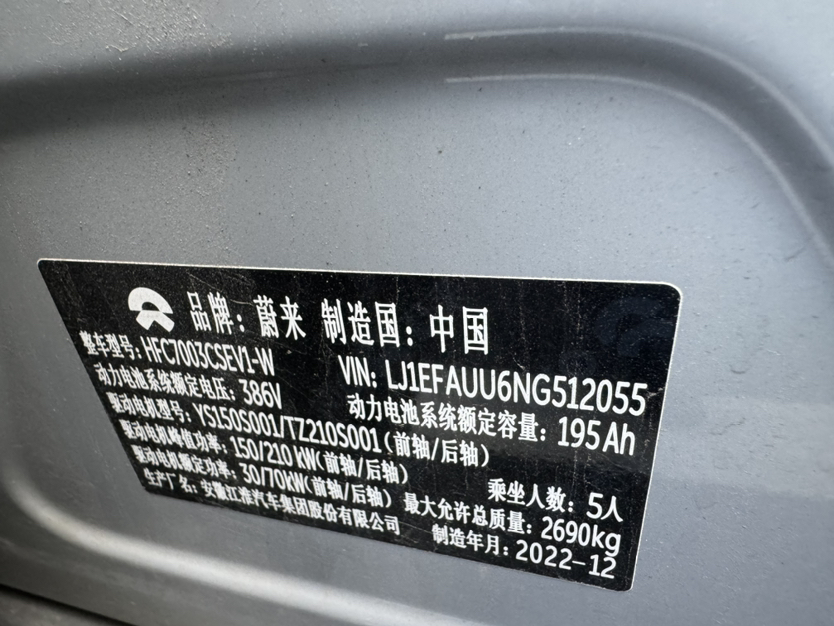 品牌：蔚来 制造国：中国
整车型号：HFC7003CSEV1-W VIN: LJ1EFAUU6NG512055
动力电池系统额定电压：386V 动力电池系统额定容量：195Ah
驱动电机型号：YS150S001/TZ210S001（前轴/后轴）
驱动电机峰值功率：150/210kW（前轴/后轴） 乘坐人数：5人
驱动电机额定功率：30/70kW（前轴/后轴） 最大允许总质量：2690kg
生产厂名：安徽江淮汽车集团股份有限公司 制造年月：2022-12